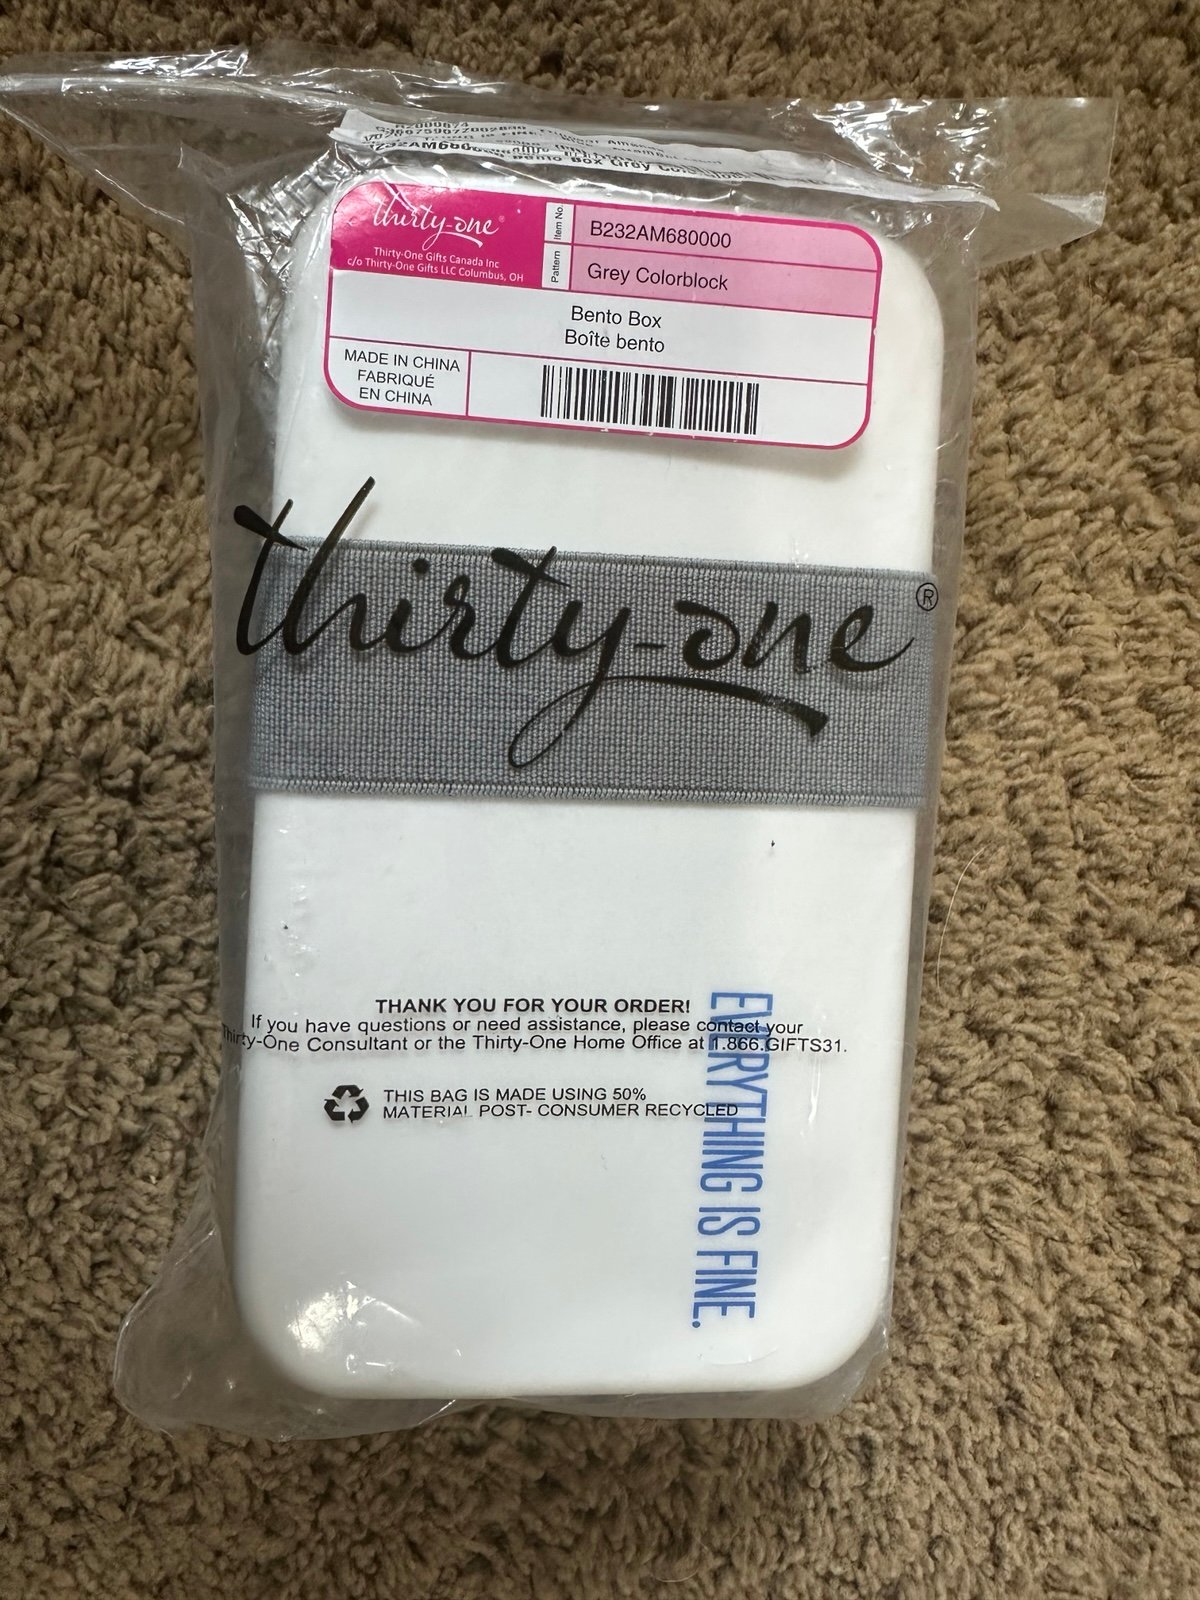 Bento Box Grey
thirty-one®
Thirty-One Gifts Canada Inc
c/o Thirty-One Gifts LLC Columbus, OH
Item No. B232AM680000
Pattern Grey Colorblock
Bento Box
Boîte bento
MADE IN CHINA
FABRIQUÉ
EN CHINA
thirty-one®
THANK YOU FOR YOUR ORDER!
If you have questions or need assistance, please contact your
Thirty-One Consultant or the Thirty-One Home Office at 1.866.GIFTS31.
THIS BAG IS MADE USING 50%
MATERIAL POST- CONSUMER RECYCLED
EVERYTHING IS FINE.